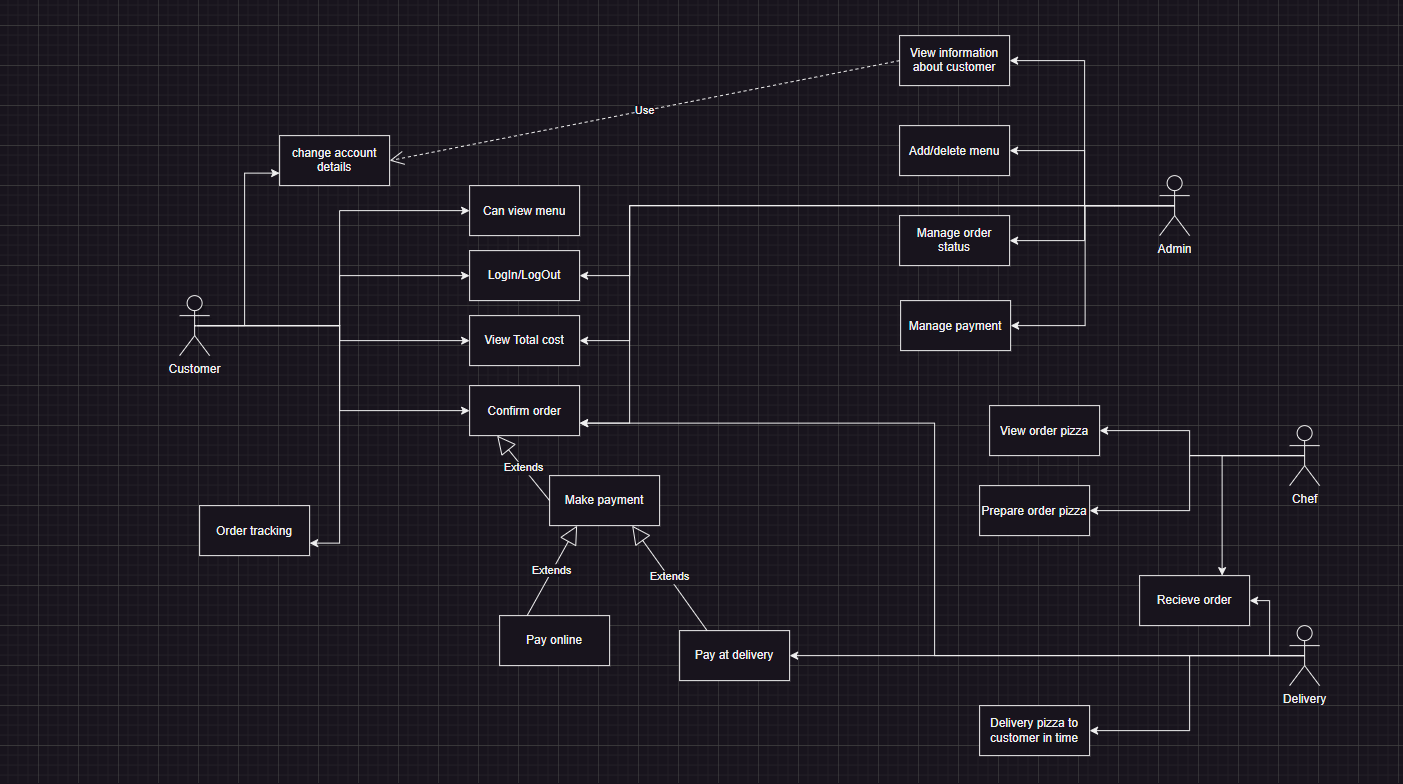 View information
about customer
Use
change account
details
Add/delete menu
Can view menu
Manage order
status
Admin
LogIn/LogOut
Manage payment
View Total cost
Customer
Confirm order
View order pizza
Extends
Make payment
Chef
Prepare order pizza
Order tracking
Extends
Extends
Recieve order
Pay online
Pay at delivery
Delivery
Delivery pizza to
customer in time